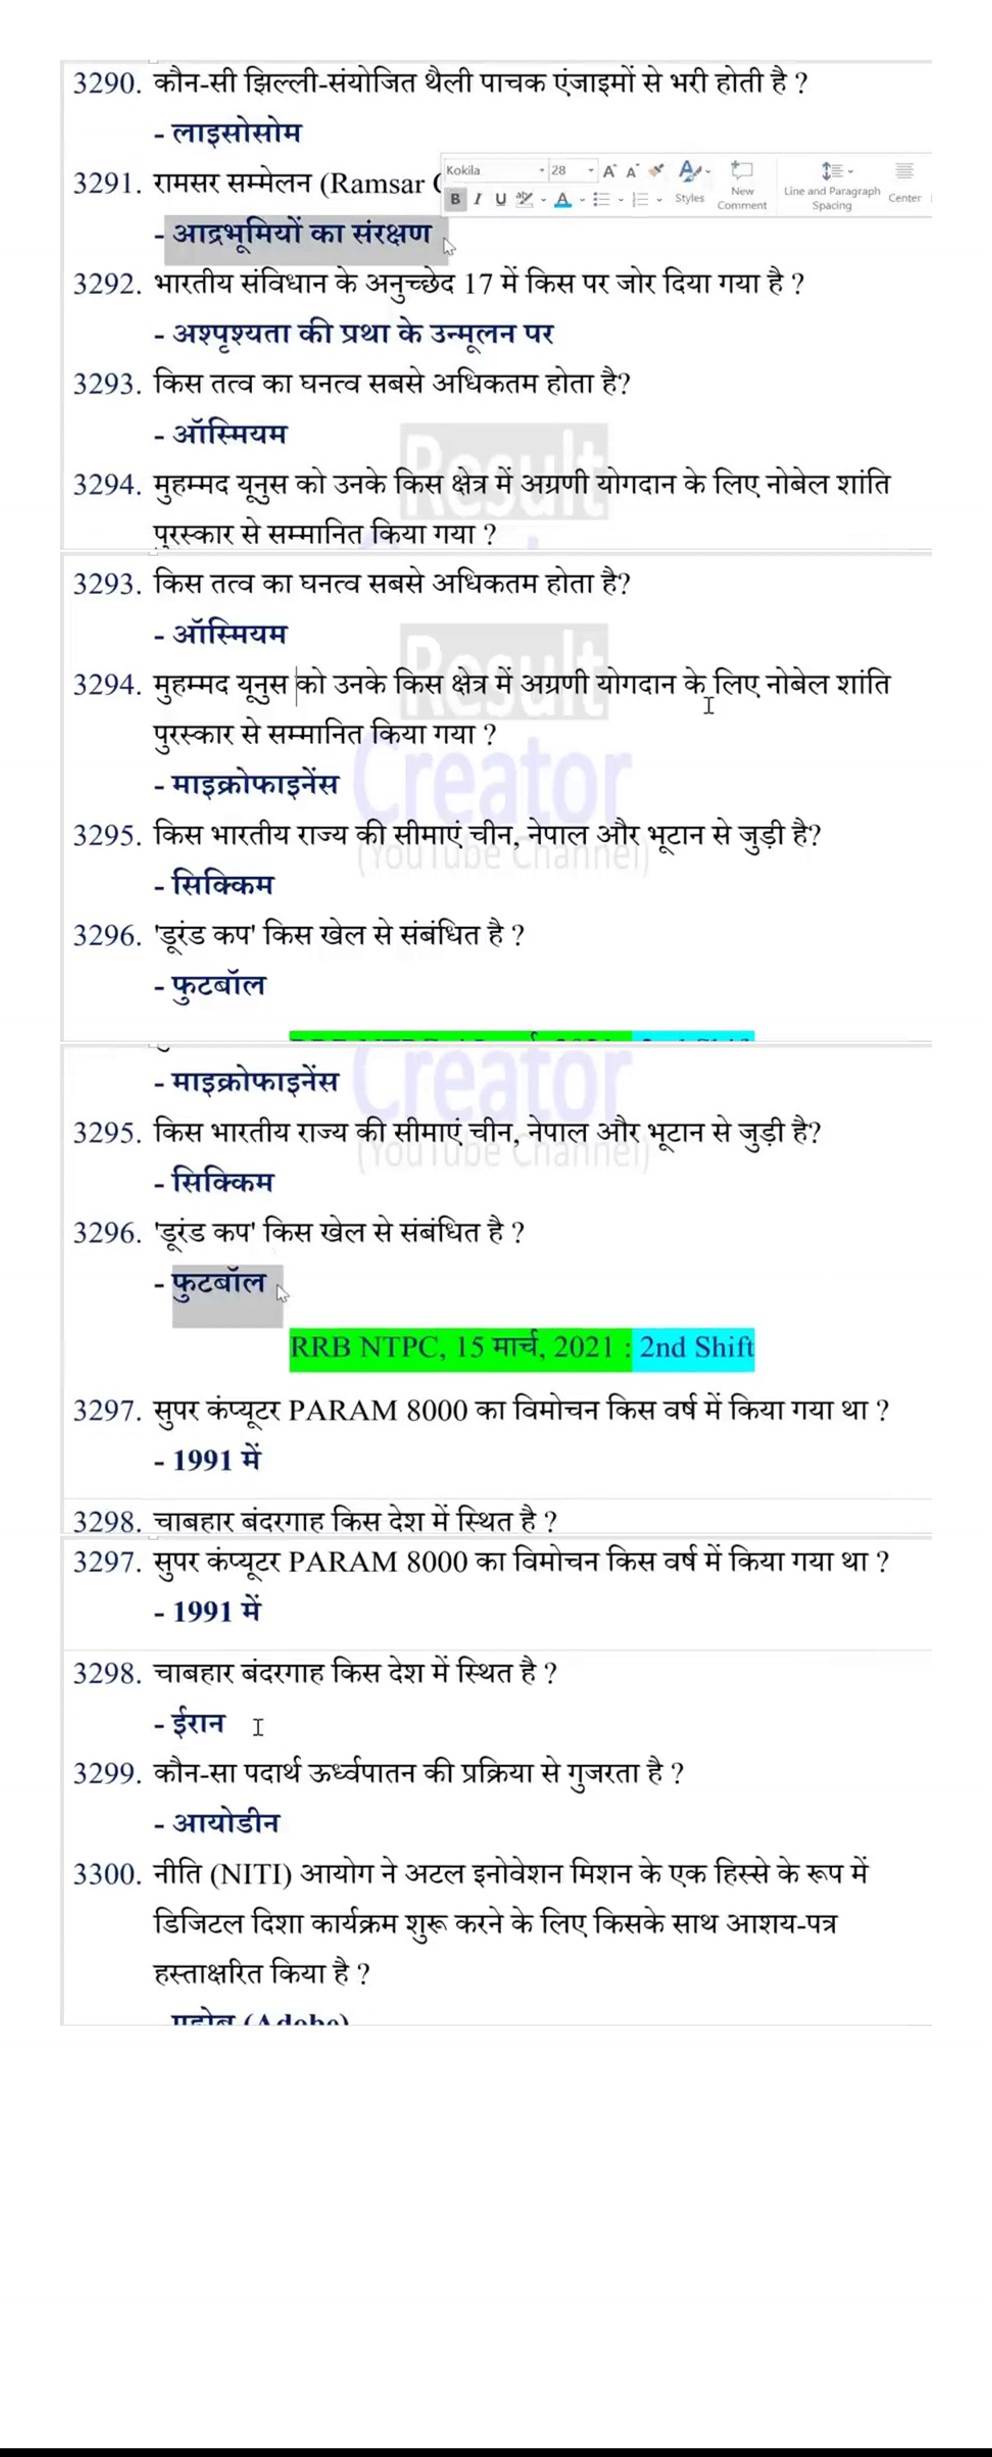 3290. कौन-सी झिल्ली-संयोजित थैली पाचक एंजाइमों से भरी होती है ?
- लाइसोसोम
Kokila 28 A A A New Line and Paragraph
3291. रामसर सम्मेलन (Ramsar
B I U Styles Comment Spacing Center
- आद्रभूमियों का संरक्षण
3292. भारतीय संविधान के अनुच्छेद 17 में किस पर जोर दिया गया है ?
- अश्पृश्यता की प्रथा के उन्मूलन पर
3293. किस तत्व का घनत्व सबसे अधिकतम होता है?
- ऑस्मियम
Result
3294. मुहम्मद यूनुस को उनके किस क्षेत्र में अग्रणी योगदान के लिए नोबेल शांति
पुरस्कार से सम्मानित किया गया ?
3293. किस तत्व का घनत्व सबसे अधिकतम होता है?
- ऑस्मियम
Result
3294. मुहम्मद यूनुस को उनके किस क्षेत्र में अग्रणी योगदान के लिए नोबेल शांति
पुरस्कार से सम्मानित किया गया ?
Creator
- माइक्रोफाइनेंस
3295. किस भारतीय राज्य की सीमाएं चीन, नेपाल और भूटान से जुड़ी है?
(YouTube Channel)
- सिक्किम
3296. 'डूरंड कप' किस खेल से संबंधित है ?
- फुटबॉल
Creator
- माइक्रोफाइनेंस
3295. किस भारतीय राज्य की सीमाएं चीन, नेपाल और भूटान से जुड़ी है?
(YouTube Channel)
- सिक्किम
3296. 'डूरंड कप' किस खेल से संबंधित है ?
- फुटबॉल
RRB NTPC, 15 मार्च, 2021 : 2nd Shift
3297. सुपर कंप्यूटर PARAM 8000 का विमोचन किस वर्ष में किया गया था ?
- 1991 में
3298. चाबहार बंदरगाह किस देश में स्थित है ?
3297. सुपर कंप्यूटर PARAM 8000 का विमोचन किस वर्ष में किया गया था ?
- 1991 में
3298. चाबहार बंदरगाह किस देश में स्थित है ?
- ईरान
3299. कौन-सा पदार्थ ऊर्ध्वपातन की प्रक्रिया से गुजरता है ?
- आयोडीन
3300. नीति (NITI) आयोग ने अटल इनोवेशन मिशन के एक हिस्से के रूप में
डिजिटल दिशा कार्यक्रम शुरू करने के लिए किसके साथ आशय-पत्र
हस्ताक्षरित किया है ?
(Adobe)